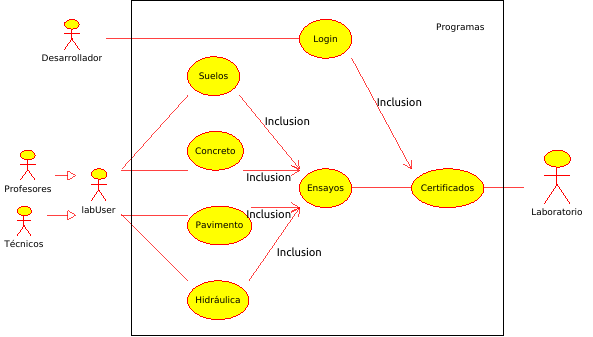 Programas
Login
Desarrollador
Suelos
Inclusion
Inclusion
Concreto
Inclusion
Profesores
labUser
Ensayos
Certificados
Laboratorio
Inclusion
Pavimento
Técnicos
Inclusion
Hidráulica